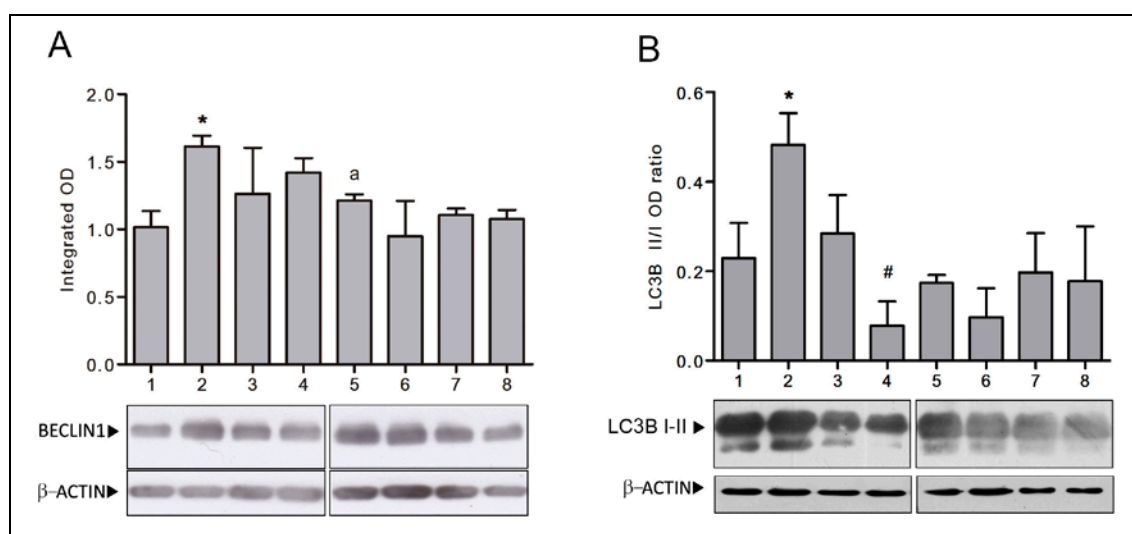 A
2.0
1.5
1.0
0.5
0.0
Integrated OD
*
a
1 2 3 4 5 6 7 8
BECLIN1
β-ACTIN
B
0.6
0.4
0.2
0.0
LC3B II/I OD ratio
*
#
1 2 3 4 5 6 7 8
LC3B I-II
β-ACTIN